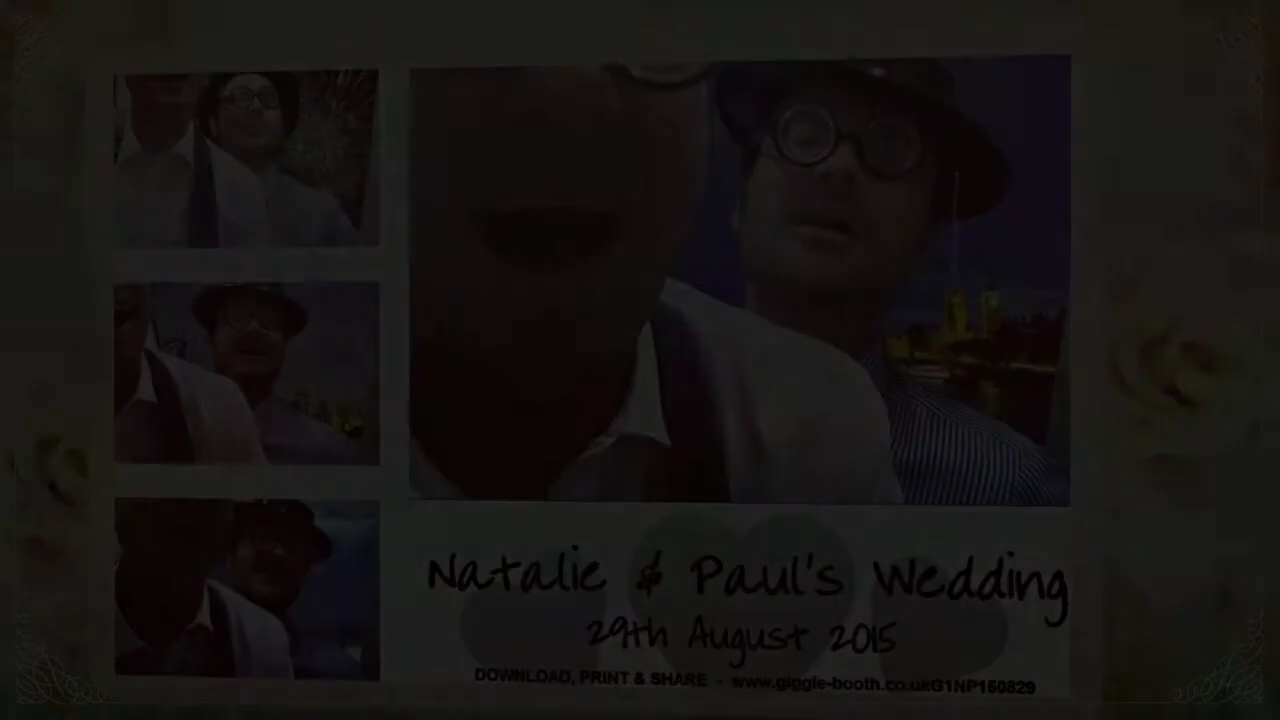 Natalie & Paul's Wedding
29th August 2015
DOWNLOAD, PRINT & SHARE - www.giggle-booth.co.ukG1NP150829